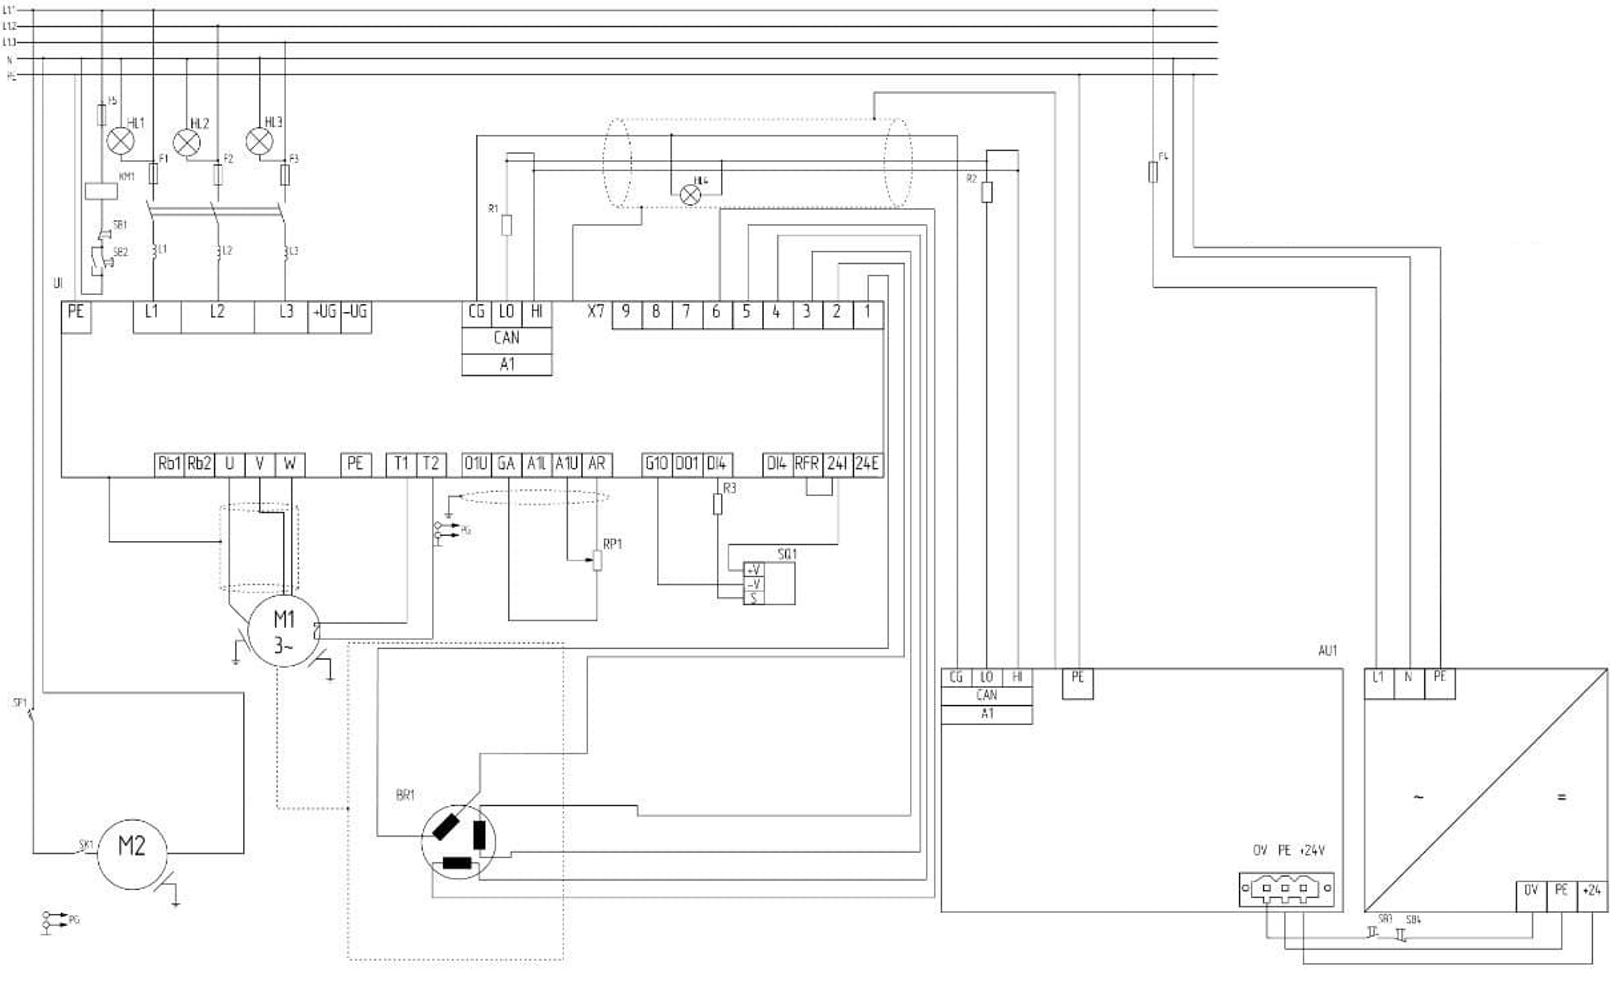 L11
L12
L13
N
PE
F5
HL1
HL2
HL3
F1
F2
F3
F4
KM1
HL4
R1
R2
SB1
SB2
L1
L2
L3
U1
PE
L1
L2
L3
+UG
-UG
CG
LO
HI
X7
9
8
7
6
5
4
3
2
1
CAN
A1
Rb1
Rb2
U
V
W
PE
T1
T2
01U
GA
A1I
A1U
AR
G10
D01
DI4
DI4
RFR
24I
24E
R3
PG
RP1
SQ1
+V
-V
S
M1
3~
AU1
CG
LO
HI
PE
L1
N
PE
CAN
A1
SF1
BR1
~
=
SK1
M2
0V PE +24V
0V
PE
+24
PG
SB3
SB4